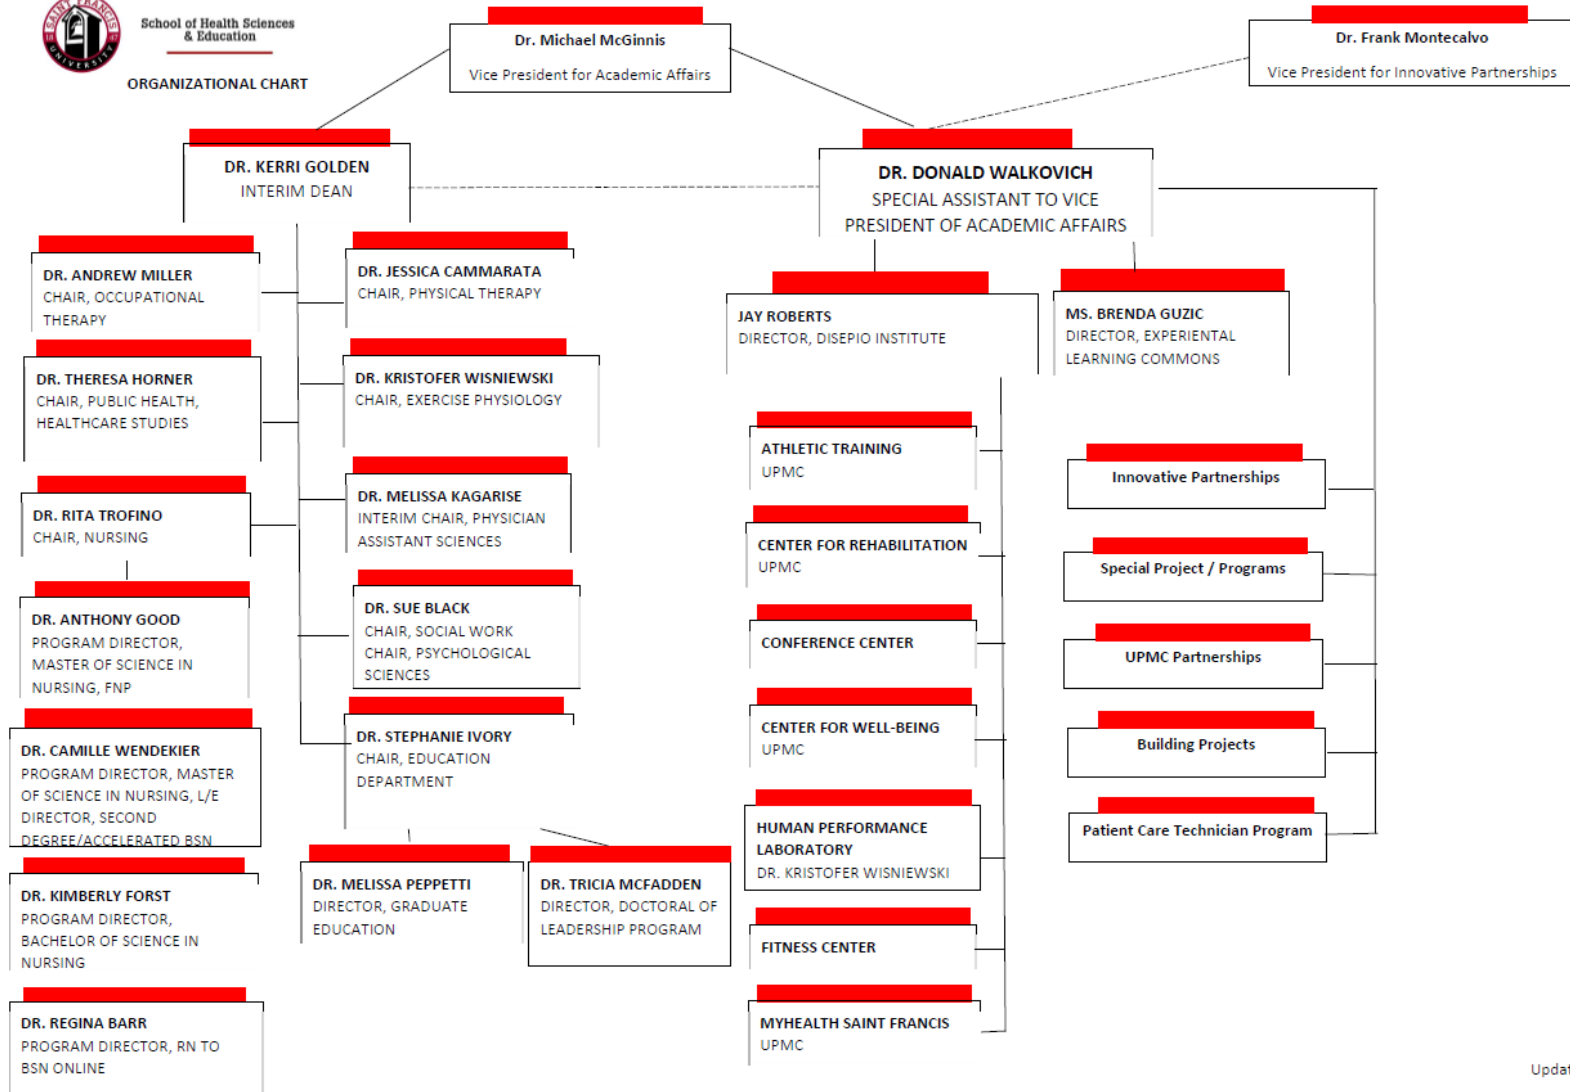 SAINT FRANCIS
18 47
UNIVERSITY
School of Health Sciences
& Education
ORGANIZATIONAL CHART
Dr. Michael McGinnis
Vice President for Academic Affairs
Dr. Frank Montecalvo
Vice President for Innovative Partnerships
DR. KERRI GOLDEN
INTERIM DEAN
DR. DONALD WALKOVICH
SPECIAL ASSISTANT TO VICE
PRESIDENT OF ACADEMIC AFFAIRS
DR. ANDREW MILLER
CHAIR, OCCUPATIONAL
THERAPY
DR. JESSICA CAMMARATA
CHAIR, PHYSICAL THERAPY
DR. THERESA HORNER
CHAIR, PUBLIC HEALTH,
HEALTHCARE STUDIES
DR. KRISTOFER WISNIEWSKI
CHAIR, EXERCISE PHYSIOLOGY
DR. RITA TROFINO
CHAIR, NURSING
DR. MELISSA KAGARISE
INTERIM CHAIR, PHYSICIAN
ASSISTANT SCIENCES
DR. ANTHONY GOOD
PROGRAM DIRECTOR,
MASTER OF SCIENCE IN
NURSING, FNP
DR. SUE BLACK
CHAIR, SOCIAL WORK
CHAIR, PSYCHOLOGICAL
SCIENCES
DR. CAMILLE WENDEKIER
PROGRAM DIRECTOR, MASTER
OF SCIENCE IN NURSING, L/E
DIRECTOR, SECOND
DEGREE/ACCELERATED BSN
DR. STEPHANIE IVORY
CHAIR, EDUCATION
DEPARTMENT
DR. KIMBERLY FORST
PROGRAM DIRECTOR,
BACHELOR OF SCIENCE IN
NURSING
DR. MELISSA PEPPETTI
DIRECTOR, GRADUATE
EDUCATION
DR. TRICIA MCFADDEN
DIRECTOR, DOCTORAL OF
LEADERSHIP PROGRAM
DR. REGINA BARR
PROGRAM DIRECTOR, RN TO
BSN ONLINE
JAY ROBERTS
DIRECTOR, DISEPIO INSTITUTE
MS. BRENDA GUZIC
DIRECTOR, EXPERIENTAL
LEARNING COMMONS
ATHLETIC TRAINING
UPMC
CENTER FOR REHABILITATION
UPMC
CONFERENCE CENTER
CENTER FOR WELL-BEING
UPMC
HUMAN PERFORMANCE
LABORATORY
DR. KRISTOFER WISNIEWSKI
FITNESS CENTER
MYHEALTH SAINT FRANCIS
UPMC
Innovative Partnerships
Special Project / Programs
UPMC Partnerships
Building Projects
Patient Care Technician Program
Updat